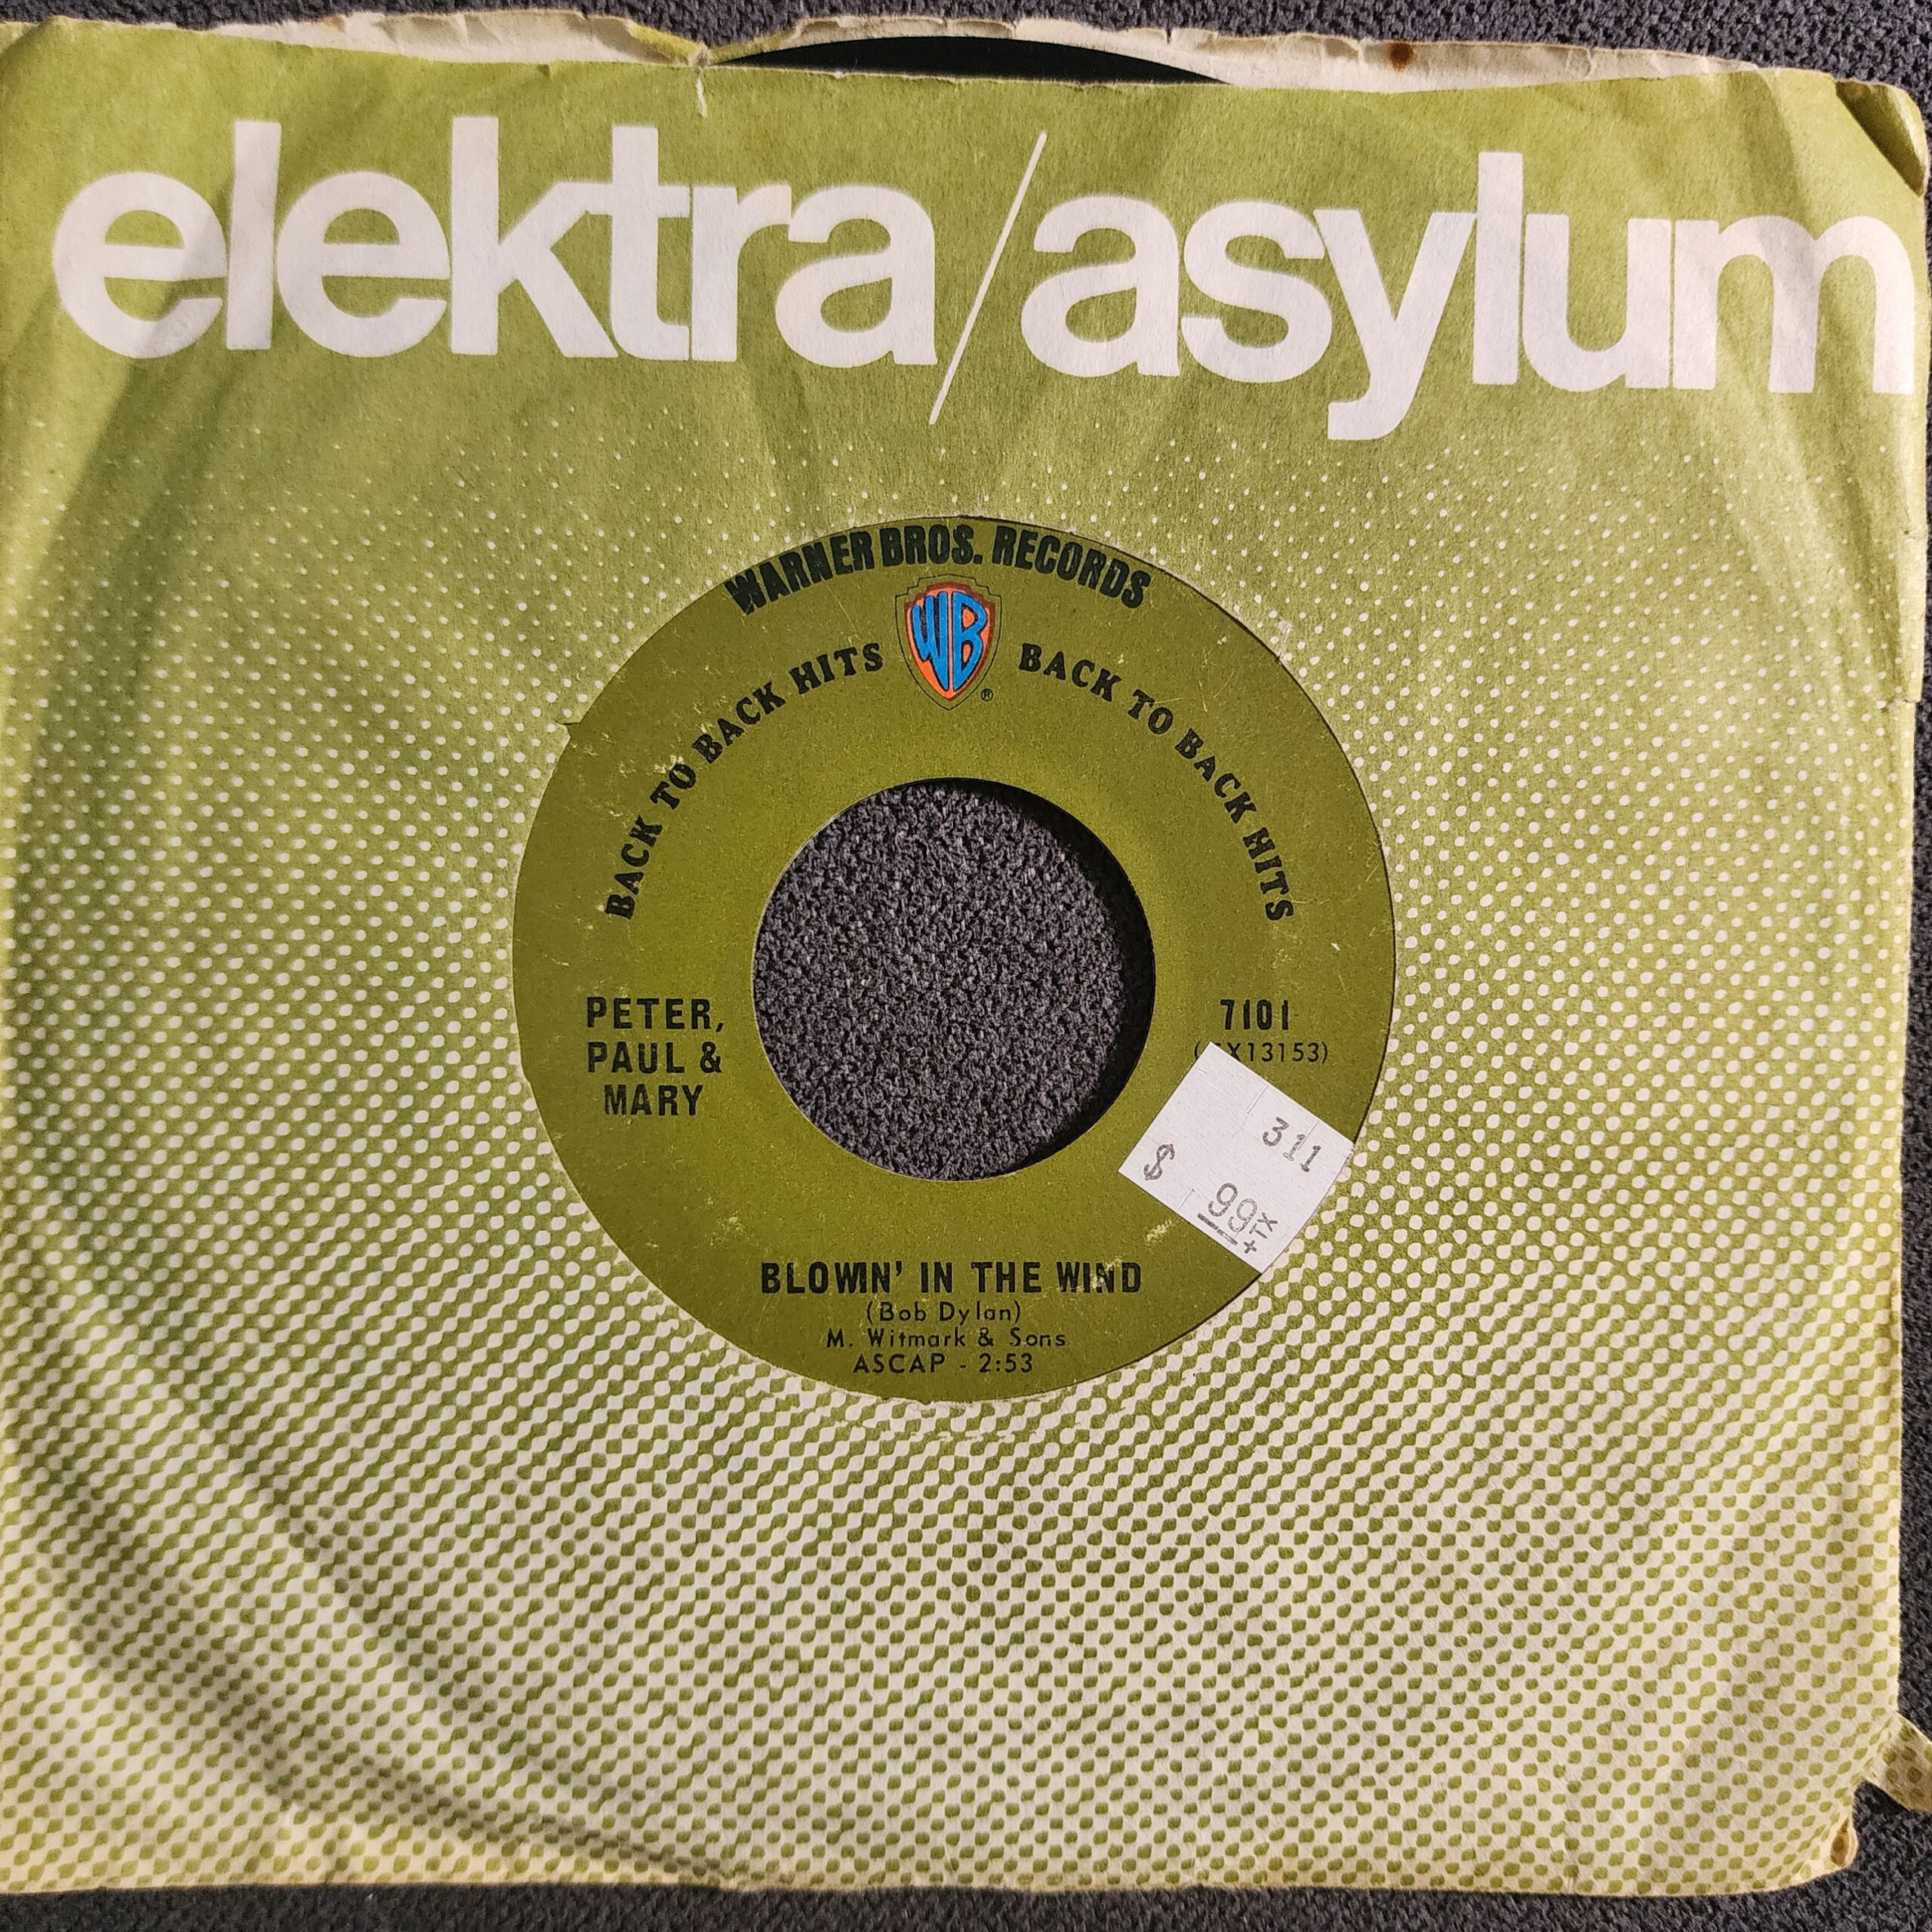 elektra/asylum
WARNER BROS. RECORDS
BACK TO BACK HITS
WB
®
BACK TO BACK HITS
PETER,
PAUL &
MARY
7101
X13153)
311
$
99
TX
+
BLOWIN' IN THE WIND
(Bob Dylan)
M. Witmark & Sons
ASCAP - 2:53